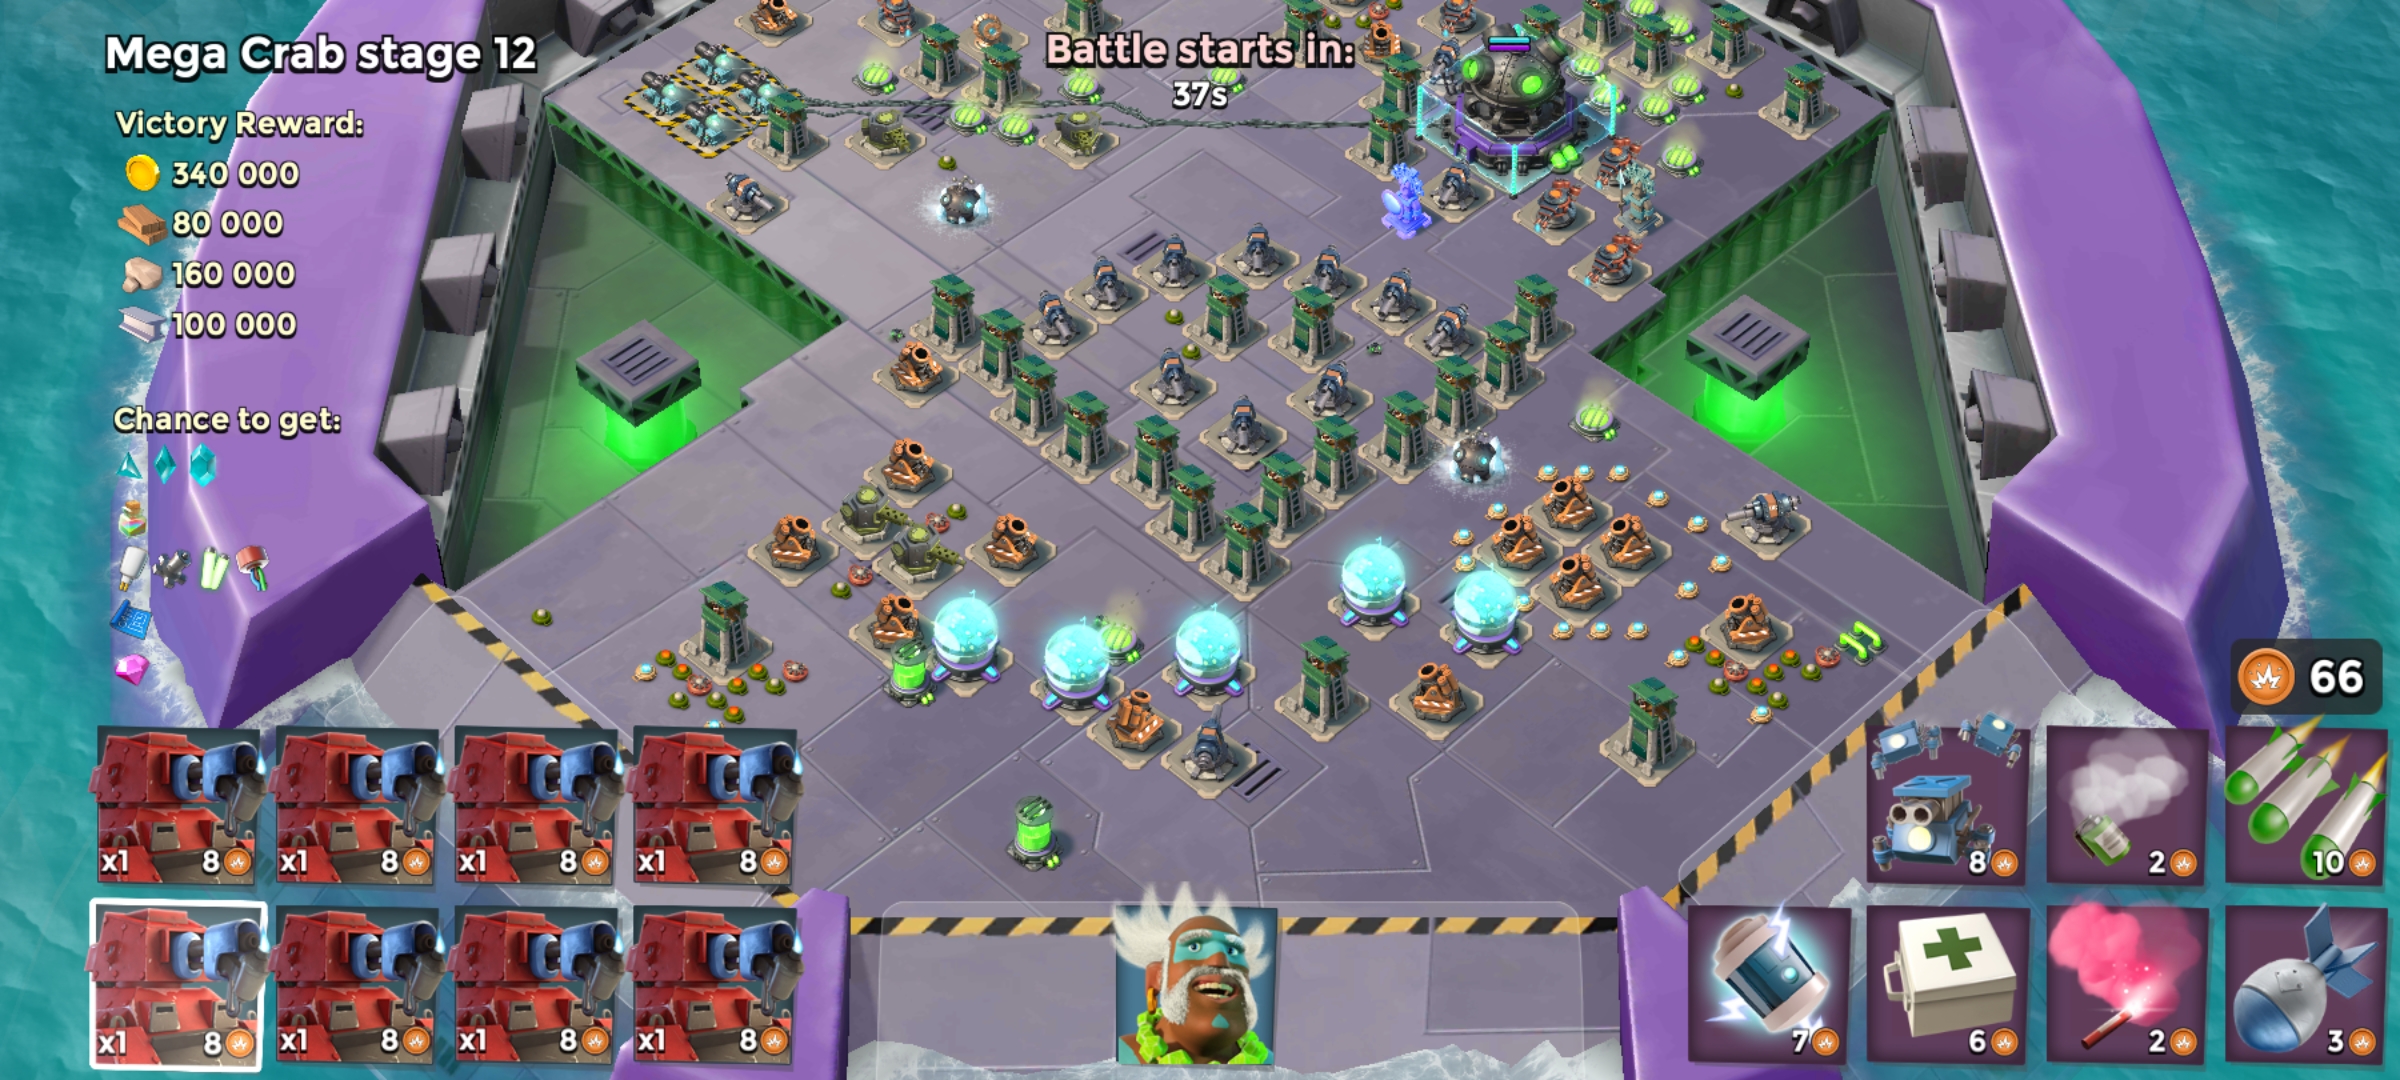 Mega Crab stage 12
Battle starts in:
37s
Victory Reward:
340 000
80 000
160 000
100 000
Chance to get:
66
x1 8
x1 8
x1 8
x1 8
8
2
10
x1 8
x1 8
x1 8
x1 8
7
6
2
3